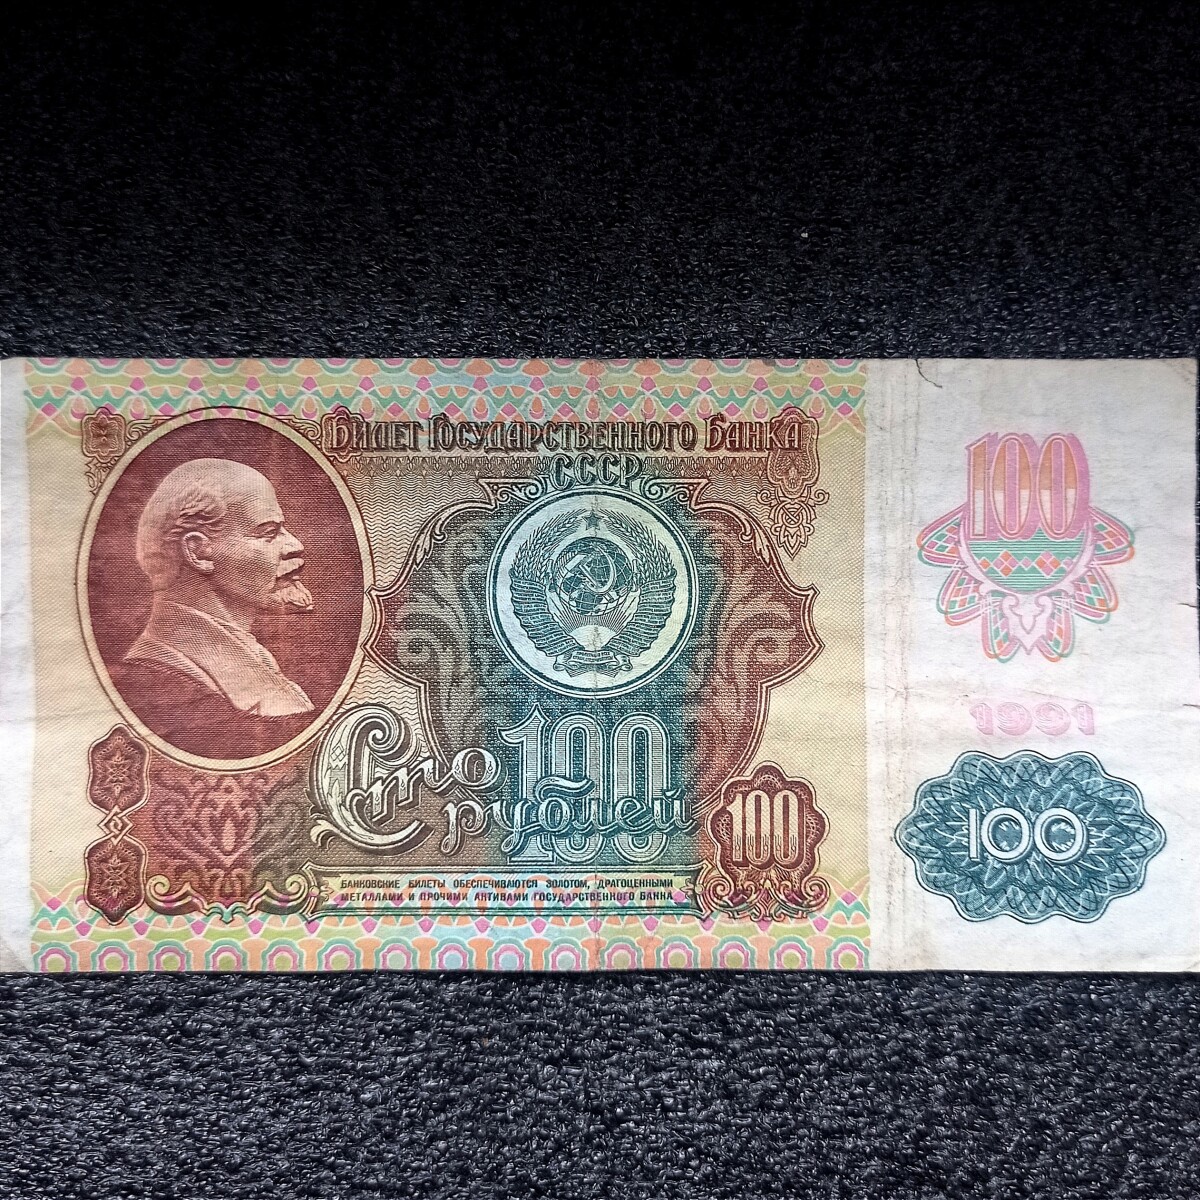 Билет Государственного Банка
СССР
100
1991
100
Сто
рублей
100
100
БАНКОВСКИЕ БИЛЕТЫ ОБЕСПЕЧИВАЮТСЯ ЗОЛОТОМ, ДРАГОЦЕННЫМИ
МЕТАЛЛАМИ И ПРОЧИМИ АКТИВАМИ ГОСУДАРСТВЕННОГО БАНКА